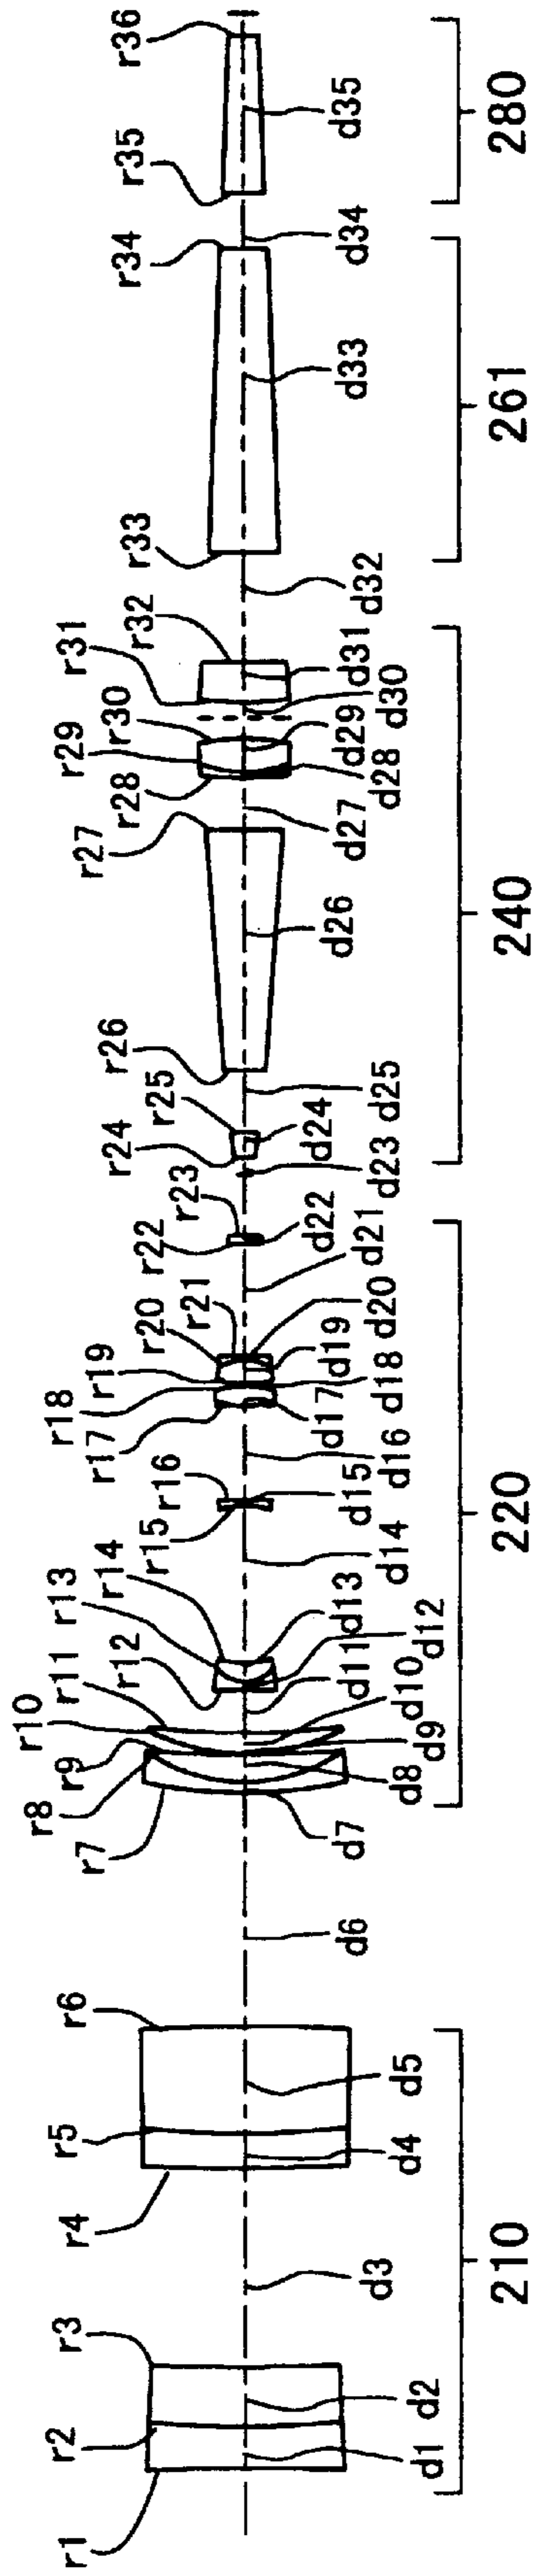 r1
r2
r3
r4
r5
r6
r7
r8
r9
r10
r11
r12
r13
r14
r15
r16
r17
r18
r19
r20
r21
r22
r23
r24
r25
r26
r27
r28
r29
r30
r31
r32
r33
r34
r35
r36
d1
d2
d3
d4
d5
d6
d7
d8
d9
d10
d11
d12
d13
d14
d15
d16
d17
d18
d19
d20
d21
d22
d23
d24
d25
d26
d27
d28
d29
d30
d31
d32
d33
d34
d35
210
220
240
261
280